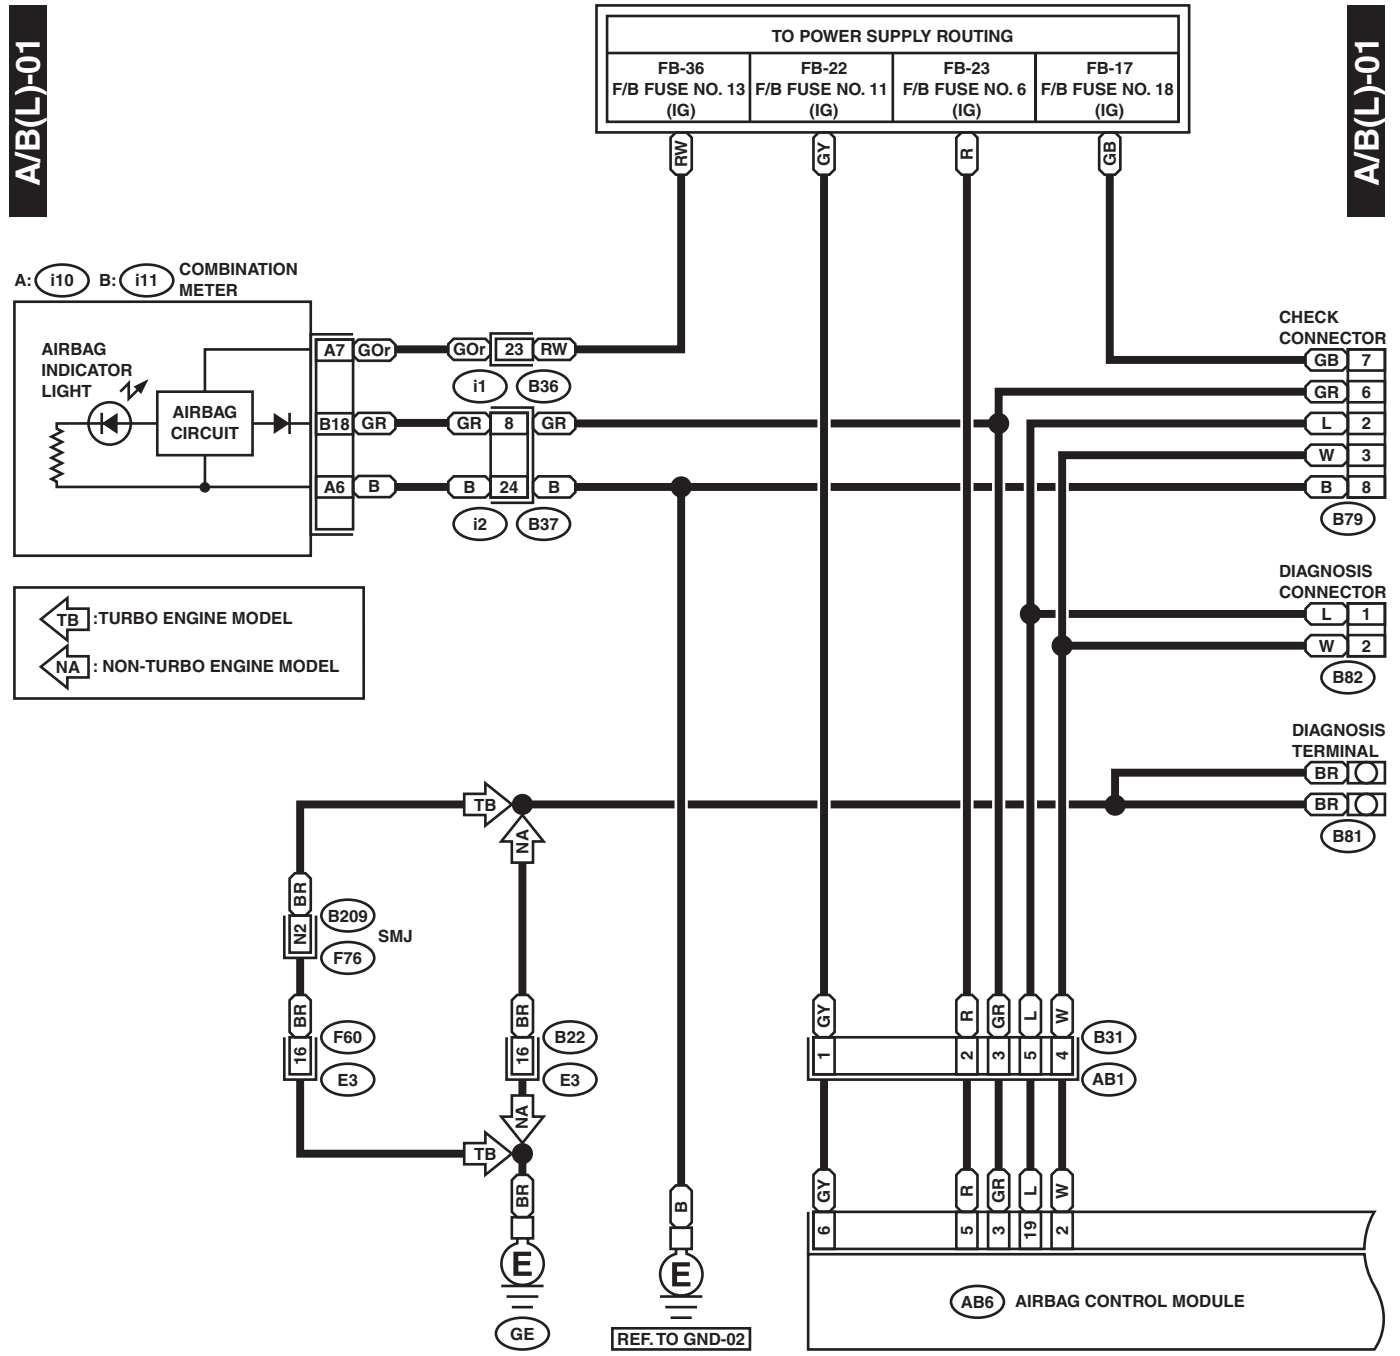 A/B(L)-01
A/B(L)-01
TO POWER SUPPLY ROUTING
FB-36
F/B FUSE NO. 13
(IG)
FB-22
F/B FUSE NO. 11
(IG)
FB-23
F/B FUSE NO. 6
(IG)
FB-17
F/B FUSE NO. 18
(IG)
RW
GY
R
GB
A: i10 B: i11 COMBINATION
METER
AIRBAG
INDICATOR
LIGHT
AIRBAG
CIRCUIT
A7 GOr GOr 23 RW
i1 B36
B18 GR GR 8 GR
A6 B B 24 B
i2 B37
CHECK
CONNECTOR
GB 7
GR 6
L 2
W 3
B 8
B79
TB :TURBO ENGINE MODEL
NA : NON-TURBO ENGINE MODEL
DIAGNOSIS
CONNECTOR
L 1
W 2
B82
DIAGNOSIS
TERMINAL
BR
BR
B81
TB
NA
BR
N2
B209
F76
SMJ
BR
16
F60
E3
BR
16
B22
E3
NA
TB
BR
E
GE
B
E
REF. TO GND-02
GY R GR L W
1 2 3 5 4
B31
AB1
GY R GR L W
6 5 3 19 2
AB6 AIRBAG CONTROL MODULE